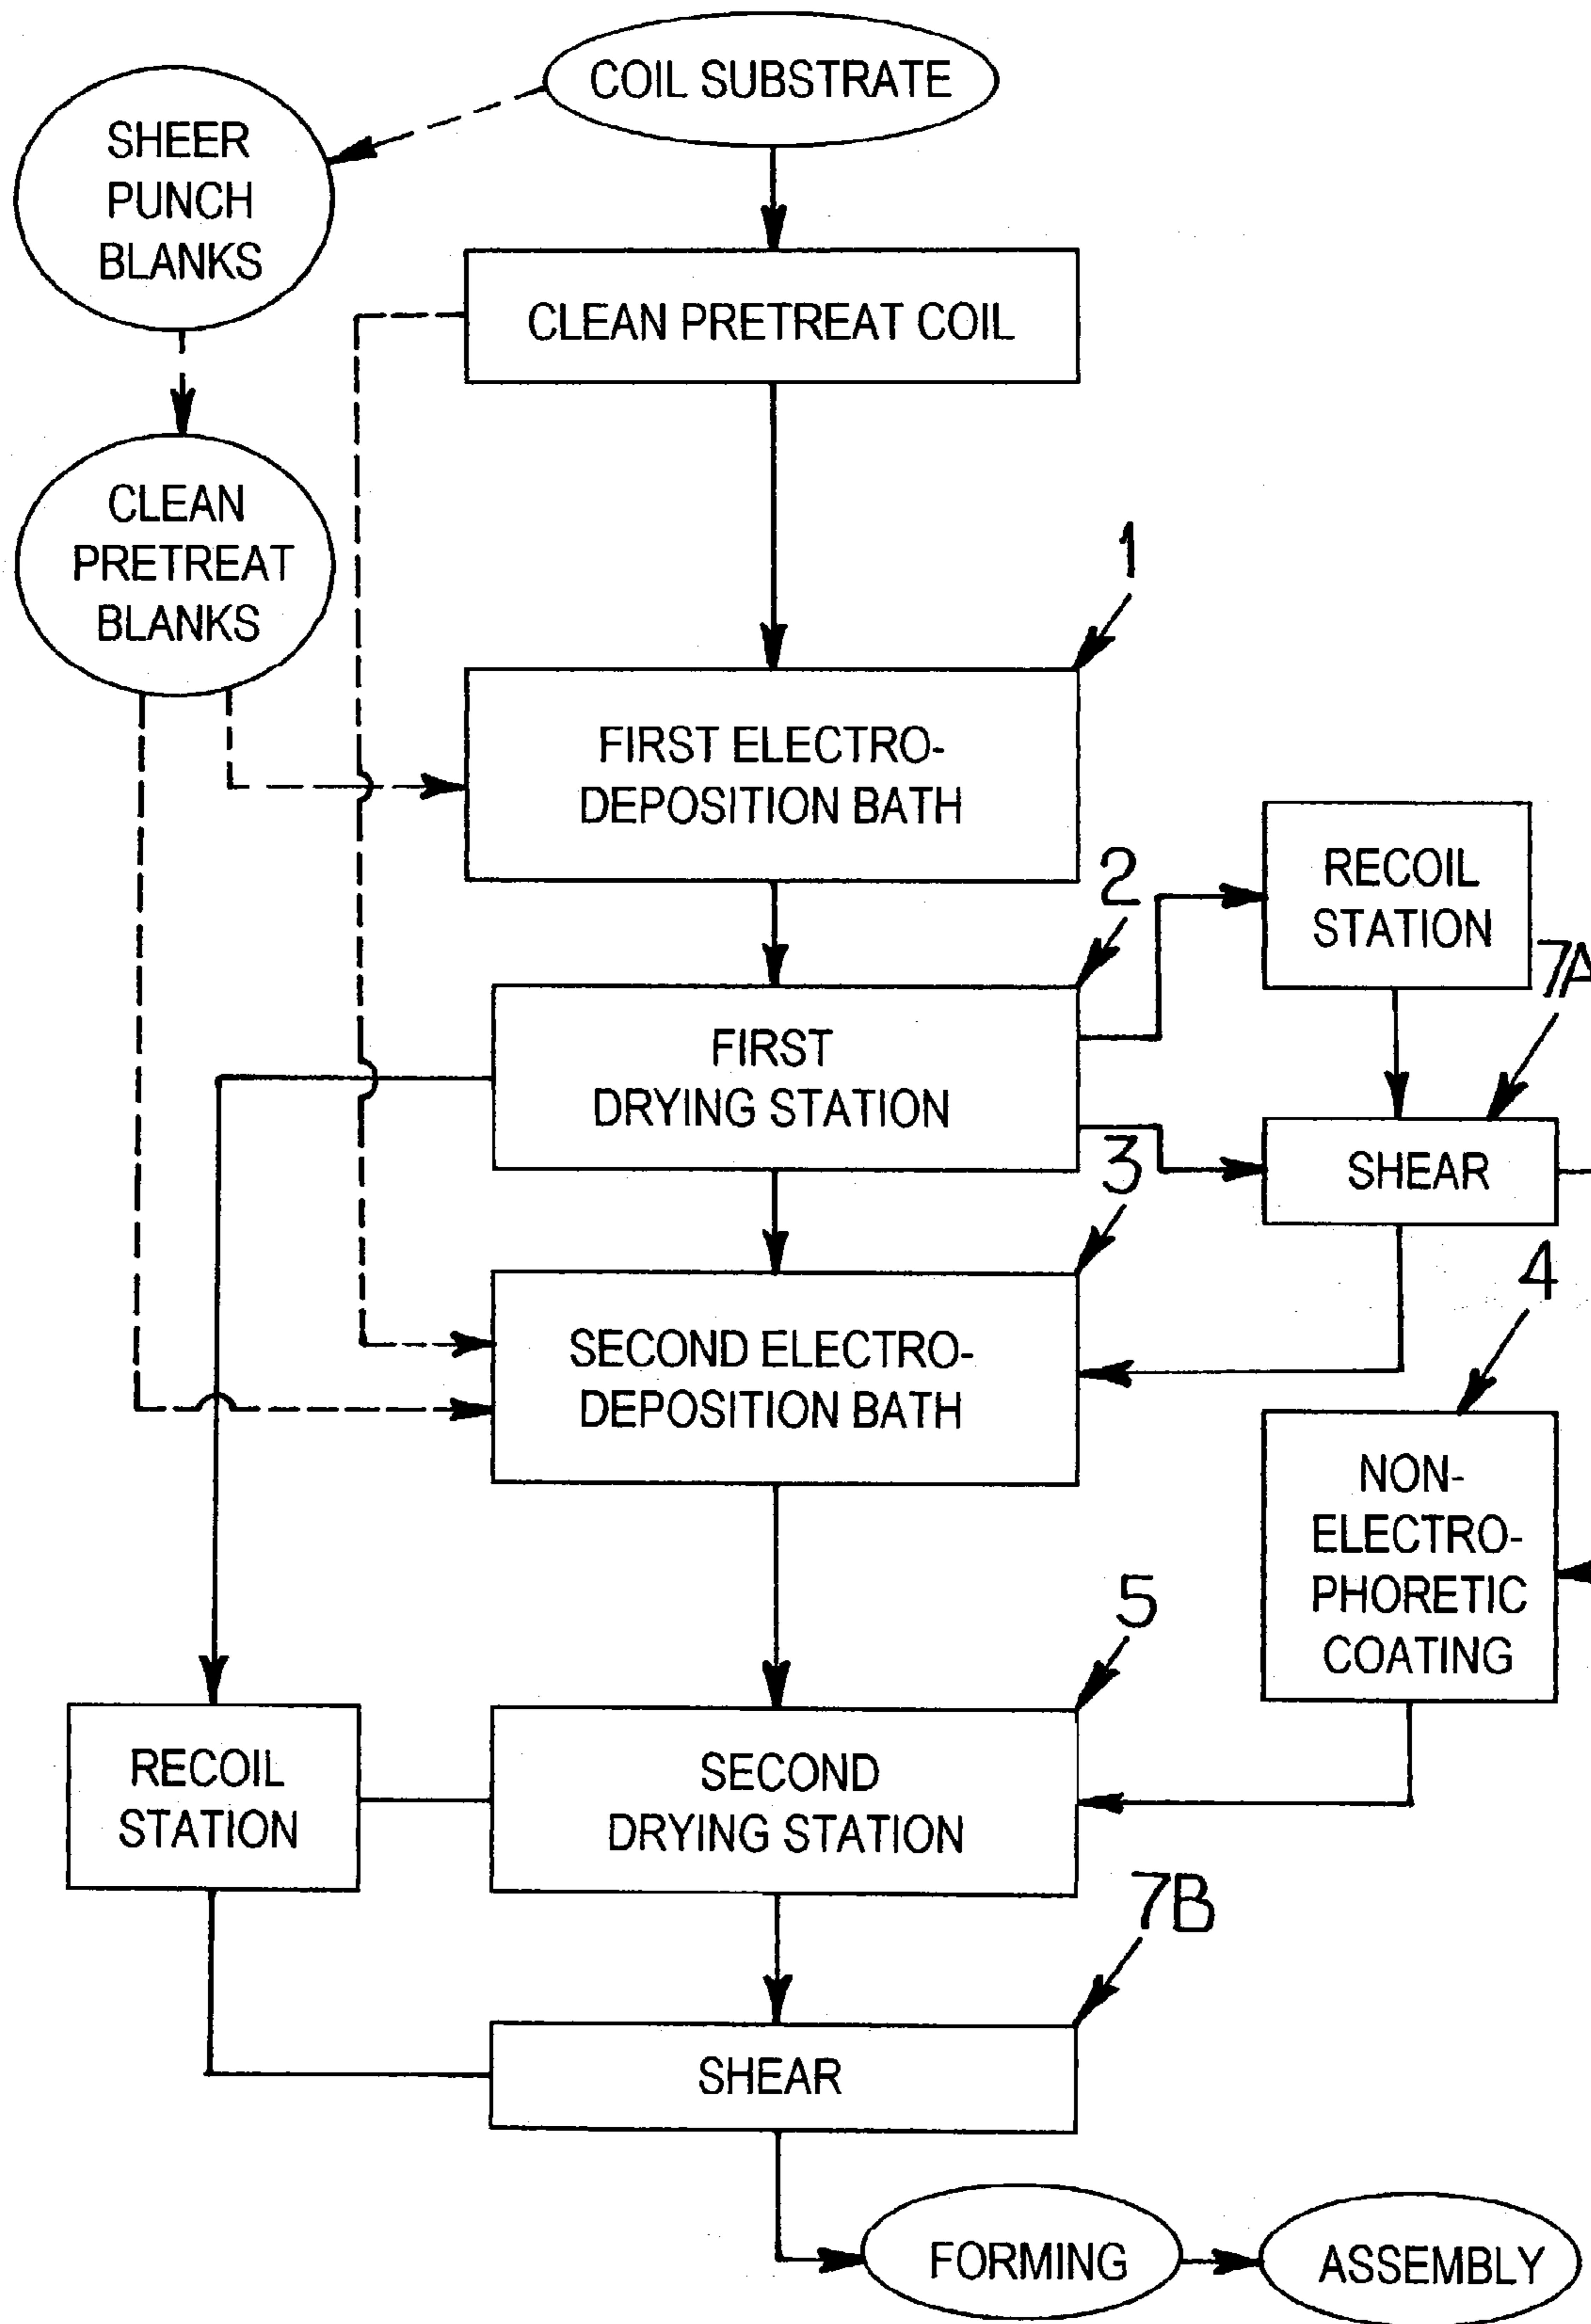 COIL SUBSTRATE
SHEER
PUNCH
BLANKS
CLEAN PRETREAT COIL
CLEAN
PRETREAT
BLANKS
1
FIRST ELECTRO-
DEPOSITION BATH
2
RECOIL
STATION
7A
FIRST
DRYING STATION
3
SHEAR
4
SECOND ELECTRO-
DEPOSITION BATH
NON-
ELECTRO-
PHORETIC
COATING
5
RECOIL
STATION
SECOND
DRYING STATION
7B
SHEAR
FORMING
ASSEMBLY